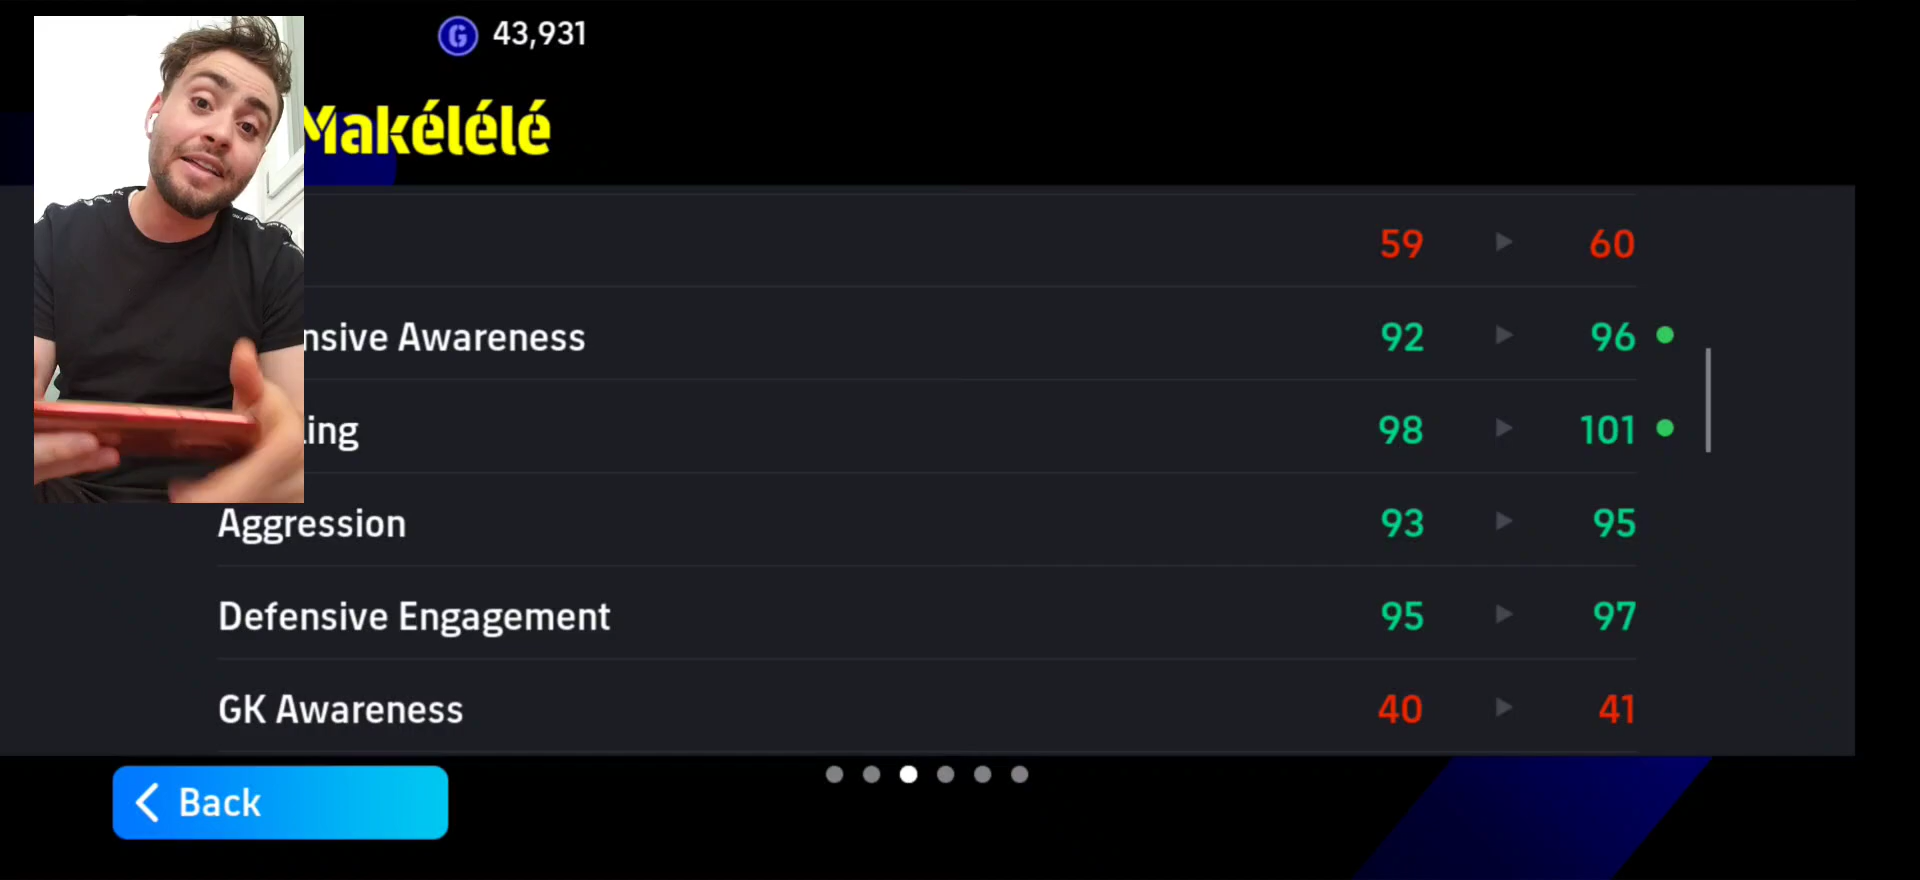 G 43,931
Makélélé
59 ▶ 60
nsive Awareness 92 ▶ 96
ing 98 ▶ 101
Aggression 93 ▶ 95
Defensive Engagement 95 ▶ 97
GK Awareness 40 ▶ 41
Back